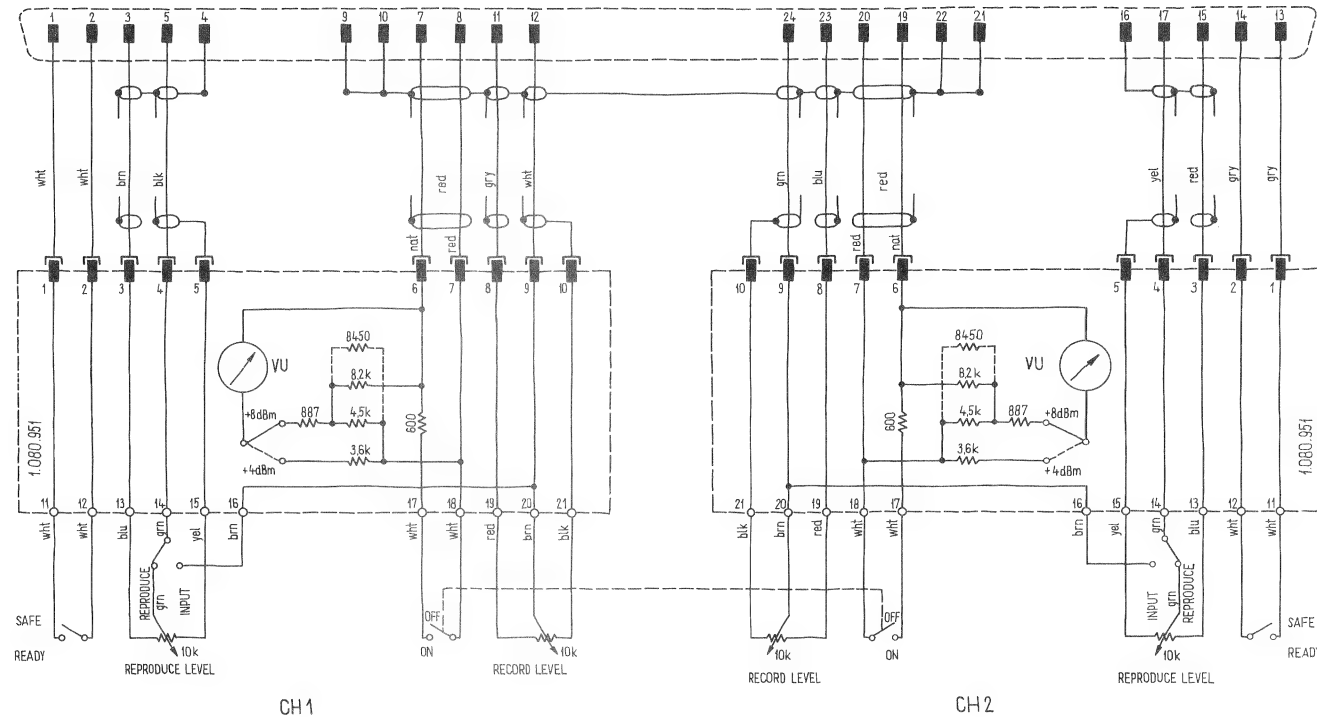 1 2 3 5 4 9 10 7 8 11 12 24 23 20 19 22 21 16 17 15 14 13
wht wht brn blk red gry wht grn blu red yel red gry gry
nat red red nat
1 2 3 4 5 6 7 8 9 10 10 9 8 7 6 5 4 3 2 1
8450 8450
VU 8,2k 8,2k VU
+8dBm 887 4,5k 600 600 4,5k 887 +8dBm
3,6k 3,6k
+4dBm +4dBm
1.080.951 1.080.951
11 12 13 14 15 16 17 18 19 20 21 21 20 19 18 17 16 15 14 13 12 11
wht wht blu grn yel brn wht wht red brn blk blk brn red wht wht brn yel grn blu wht wht
REPRODUCE grn INPUT INPUT grn REPRODUCE
SAFE OFF OFF SAFE
READY 10k ON 10k 10k ON 10k READY
REPRODUCE LEVEL RECORD LEVEL RECORD LEVEL REPRODUCE LEVEL
CH 1 CH 2